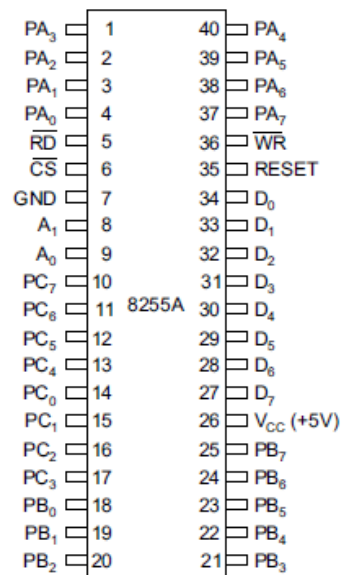 PA₃ 1 40 PA₄
PA₂ 2 39 PA₅
PA₁ 3 38 PA₆
PA₀ 4 37 PA₇
R̅D̅ 5 36 W̅R̅
C̅S̅ 6 35 RESET
GND 7 34 D₀
A₁ 8 33 D₁
A₀ 9 32 D₂
PC₇ 10 31 D₃
PC₆ 11 8255A 30 D₄
PC₅ 12 29 D₅
PC₄ 13 28 D₆
PC₀ 14 27 D₇
PC₁ 15 26 V_CC (+5V)
PC₂ 16 25 PB₇
PC₃ 17 24 PB₆
PB₀ 18 23 PB₅
PB₁ 19 22 PB₄
PB₂ 20 21 PB₃